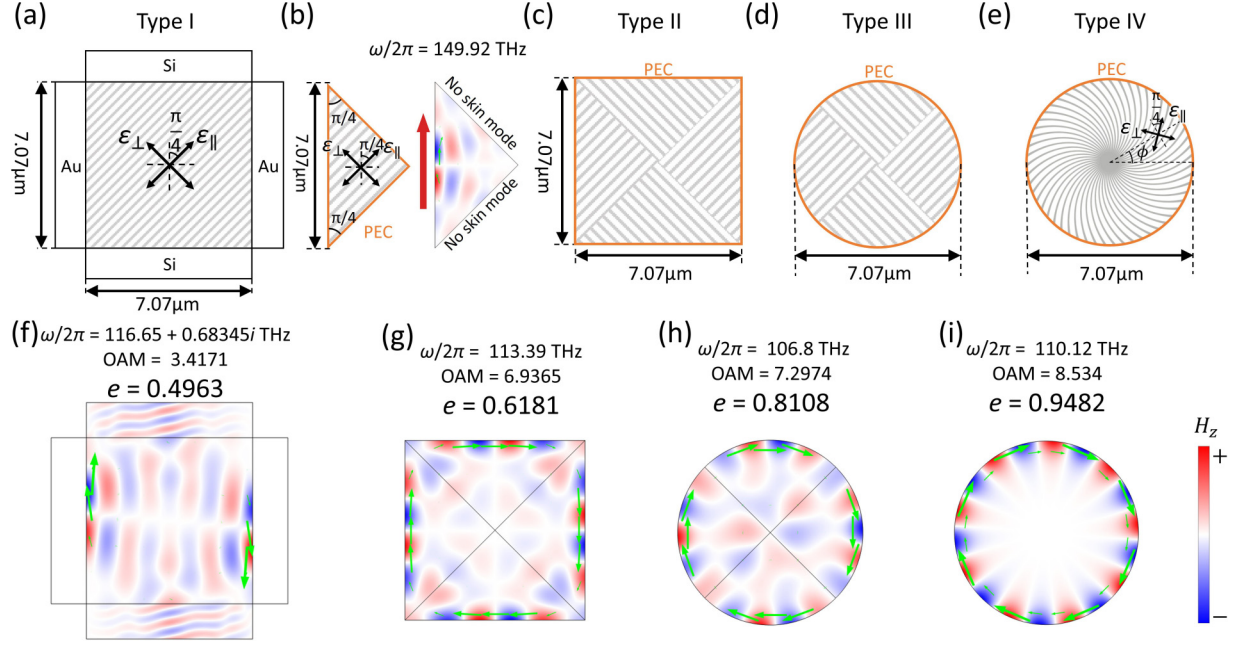 (a) Type I
Si
Au
Au
Si
ε⊥
π/4
ε∥
7.07µm
7.07µm
(b)
ω/2π = 149.92 THz
PEC
π/4
π/4
ε⊥
ε∥
π/4
PEC
7.07µm
No skin mode
No skin mode
(c) Type II
PEC
7.07µm
7.07µm
(d) Type III
PEC
7.07µm
(e) Type IV
PEC
π/4
ε∥
ε⊥
ϕ
7.07µm
(f)
ω/2π = 116.65 + 0.68345i THz
OAM = 3.4171
e = 0.4963
(g)
ω/2π = 113.39 THz
OAM = 6.9365
e = 0.6181
(h)
ω/2π = 106.8 THz
OAM = 7.2974
e = 0.8108
(i)
ω/2π = 110.12 THz
OAM = 8.534
e = 0.9482
H_z
+
−